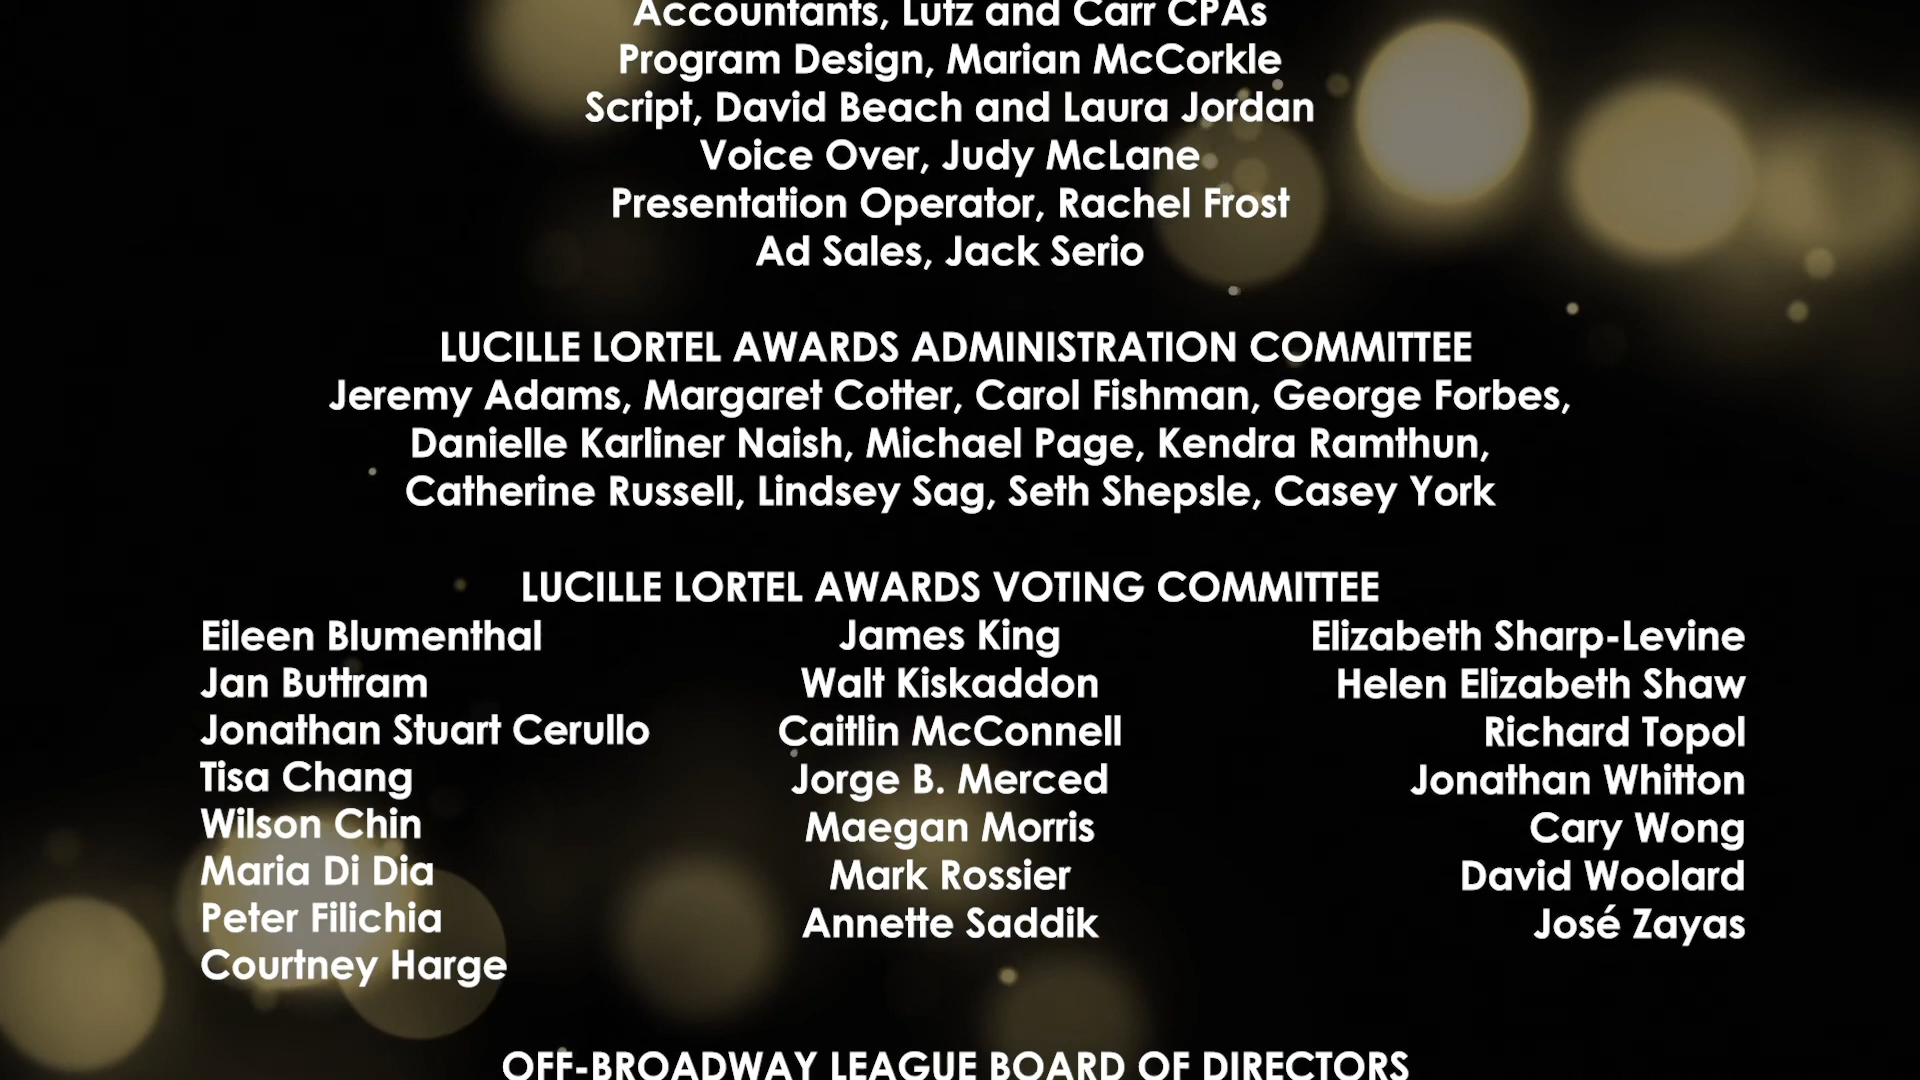 Accountants, Lutz and Carr CPAs
Program Design, Marian McCorkle
Script, David Beach and Laura Jordan
Voice Over, Judy McLane
Presentation Operator, Rachel Frost
Ad Sales, Jack Serio
LUCILLE LORTEL AWARDS ADMINISTRATION COMMITTEE
Jeremy Adams, Margaret Cotter, Carol Fishman, George Forbes,
Danielle Karliner Naish, Michael Page, Kendra Ramthun,
Catherine Russell, Lindsey Sag, Seth Shepsle, Casey York
LUCILLE LORTEL AWARDS VOTING COMMITTEE
Eileen Blumenthal
Jan Buttram
Jonathan Stuart Cerullo
Tisa Chang
Wilson Chin
Maria Di Dia
Peter Filichia
Courtney Harge
James King
Walt Kiskaddon
Caitlin McConnell
Jorge B. Merced
Maegan Morris
Mark Rossier
Annette Saddik
Elizabeth Sharp-Levine
Helen Elizabeth Shaw
Richard Topol
Jonathan Whitton
Cary Wong
David Woolard
José Zayas
OFF-BROADWAY LEAGUE BOARD OF DIRECTORS